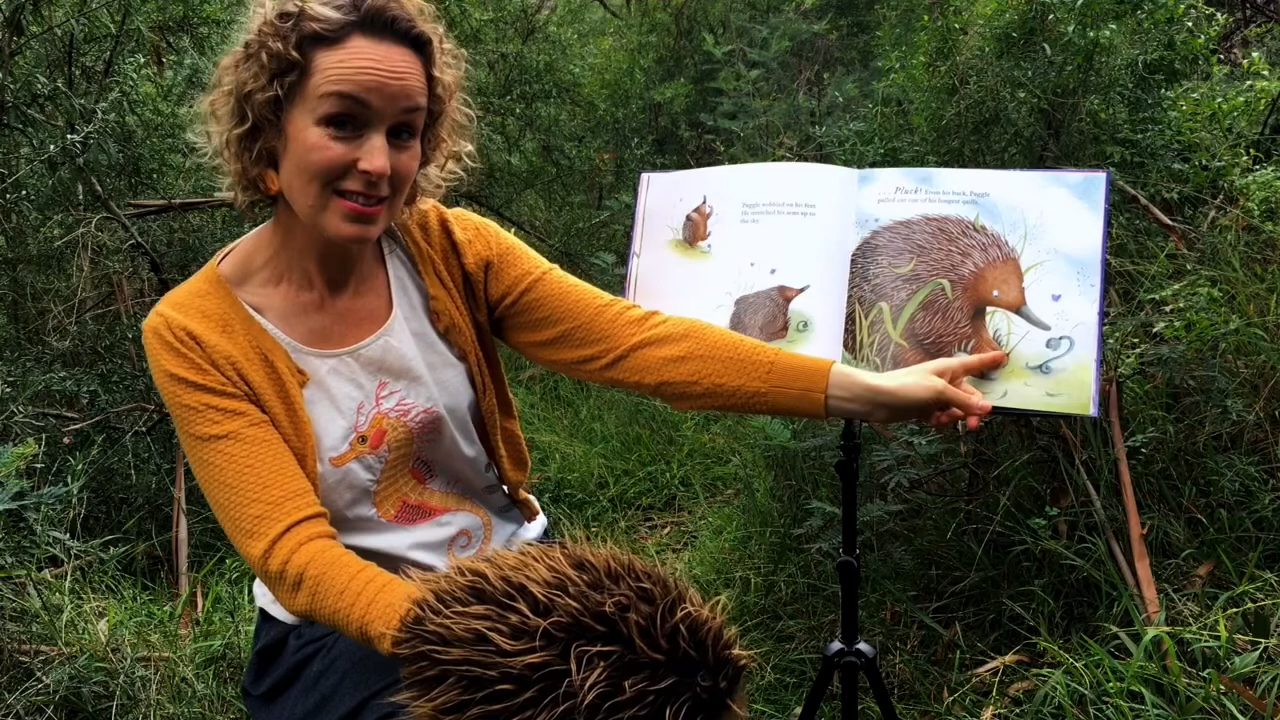 Puggle wobbled on his feet.
He stretched his arms up to
the sky
. . . Pluck! From his back, Puggle
pulled out one of his longest quills.